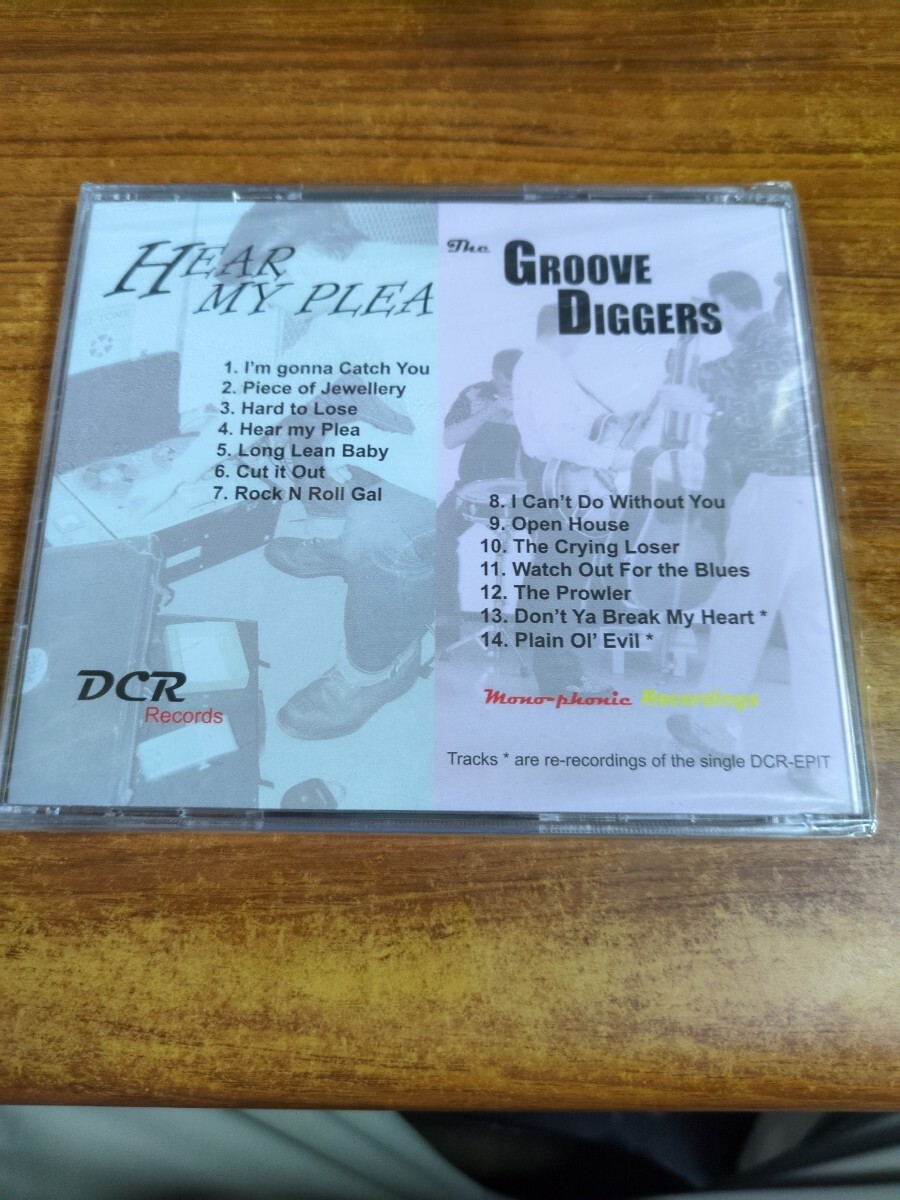 HEAR
MY PLEA
1. I'm gonna Catch You
2. Piece of Jewellery
3. Hard to Lose
4. Hear my Plea
5. Long Lean Baby
6. Cut it Out
7. Rock N Roll Gal
DCR
Records
The GROOVE
DIGGERS
8. I Can't Do Without You
9. Open House
10. The Crying Loser
11. Watch Out For the Blues
12. The Prowler
13. Don't Ya Break My Heart *
14. Plain Ol' Evil *
Mono-phonic Recordings
Tracks * are re-recordings of the single DCR-EPIT